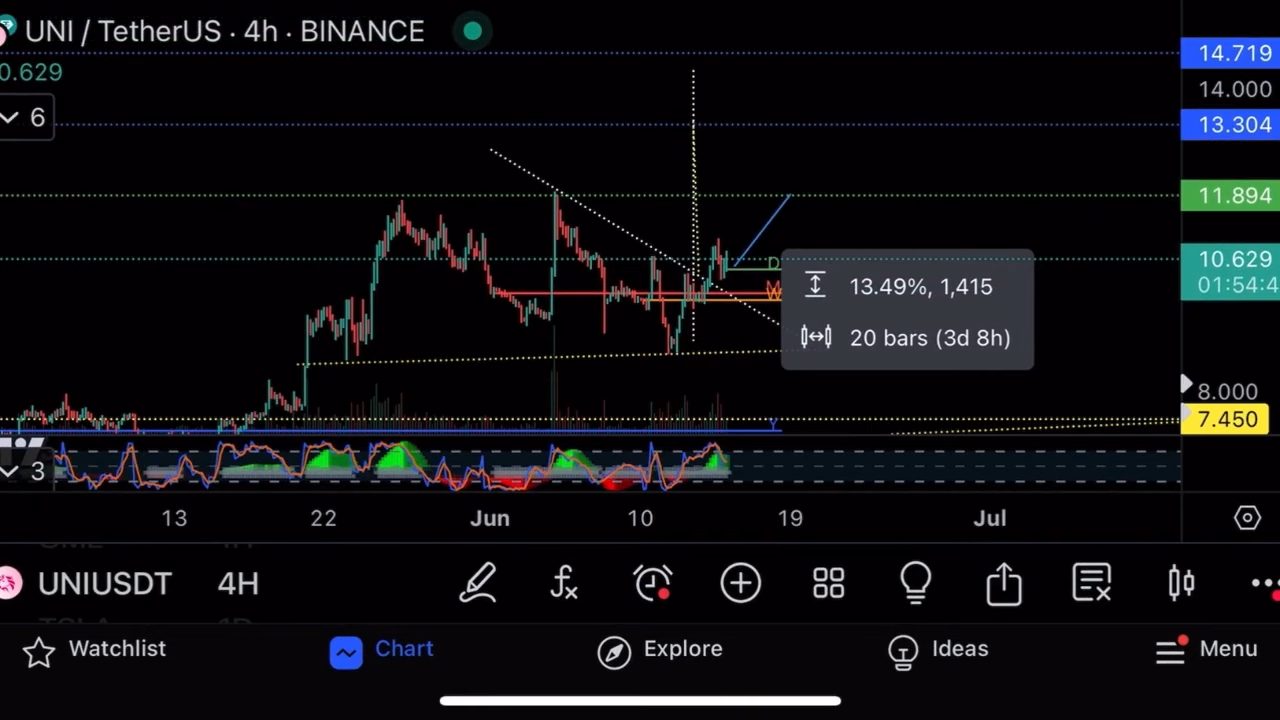 UNI / TetherUS · 4h · BINANCE
0.629
6
14.719
14.000
13.304
11.894
10.629
01:54:4
D
M
W
13.49%, 1,415
20 bars (3d 8h)
8.000
7.450
Y
3
13 22 Jun 10 19 Jul
UNIUSDT 4H
Watchlist Chart Explore Ideas Menu